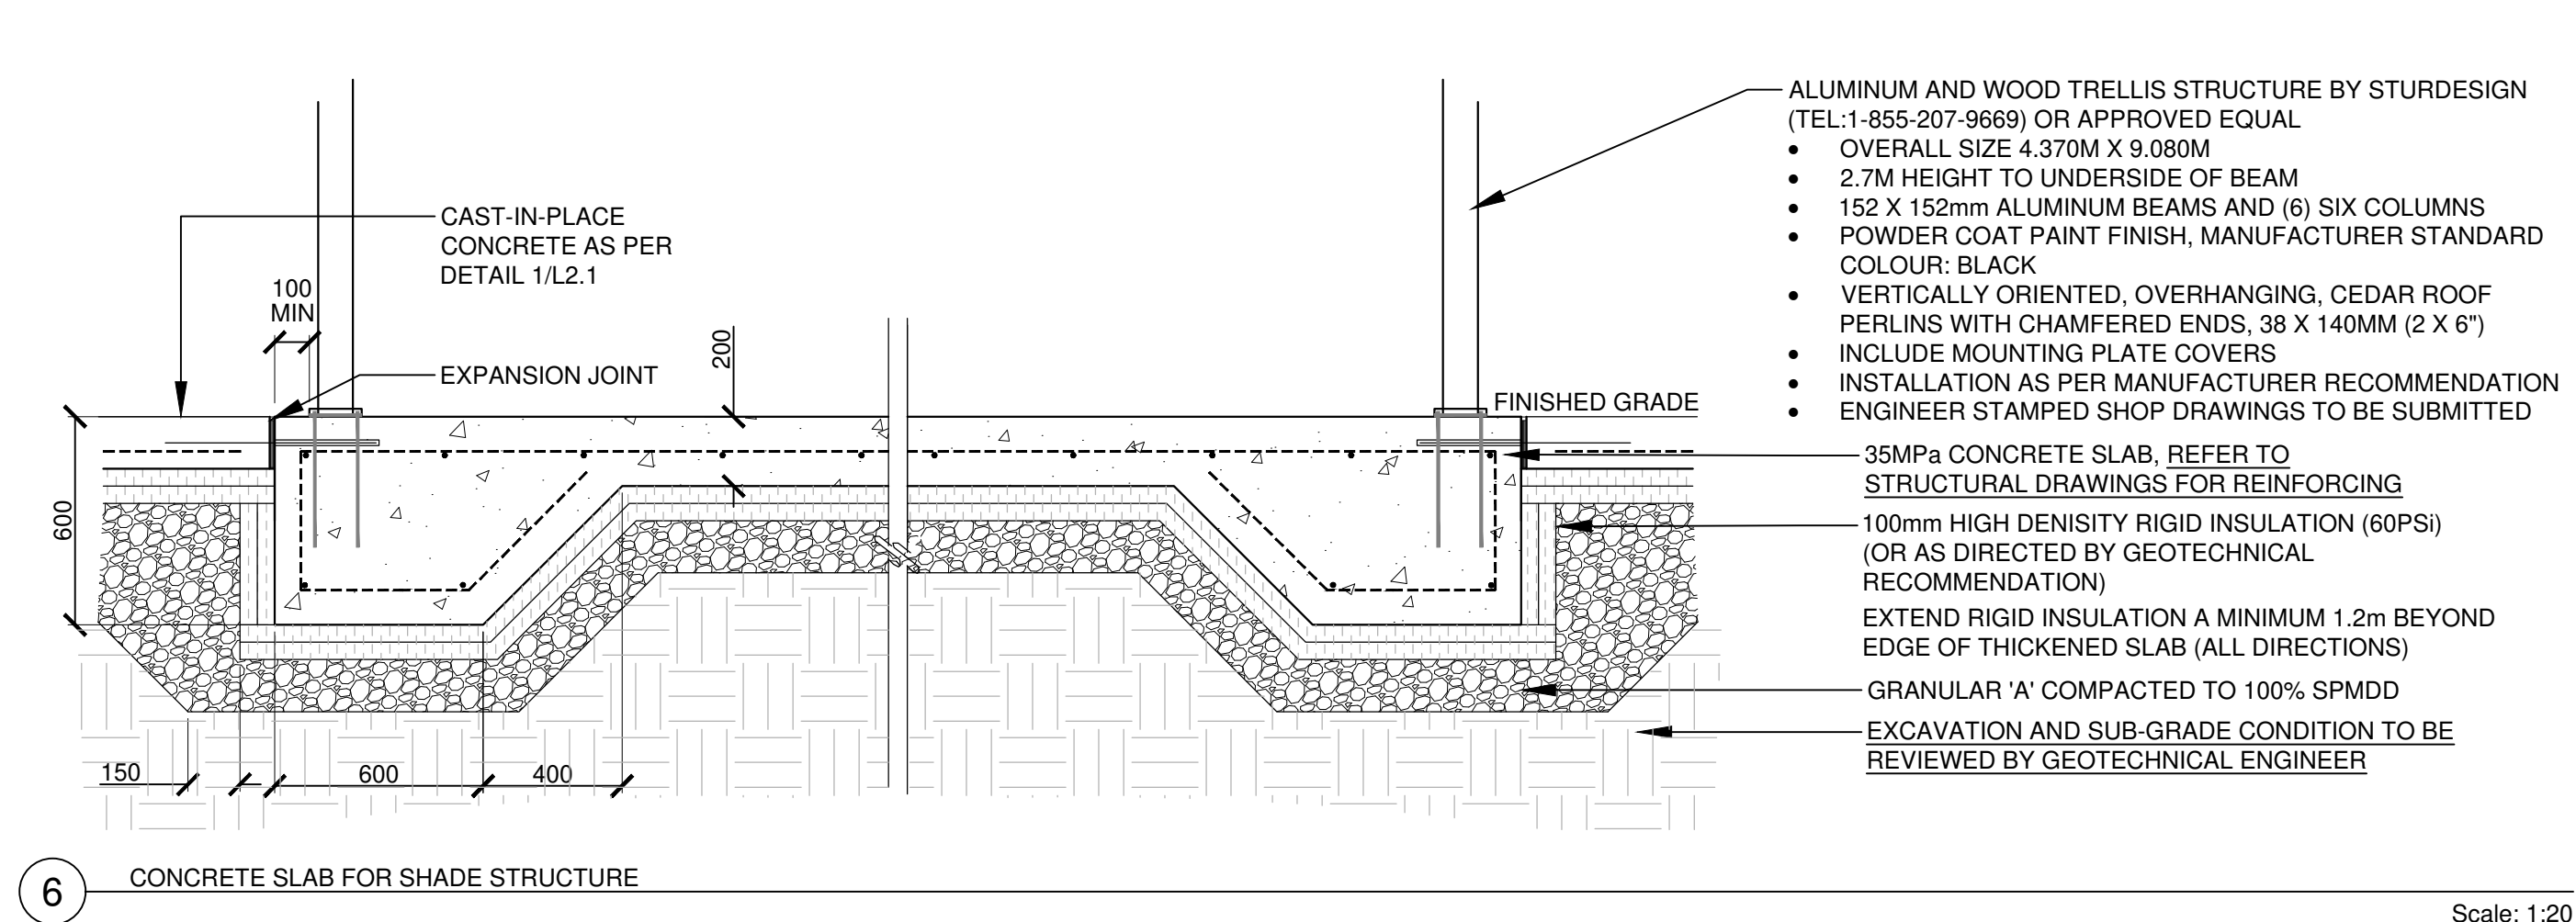 ALUMINUM AND WOOD TRELLIS STRUCTURE BY STURDESIGN
(TEL:1-855-207-9669) OR APPROVED EQUAL
• OVERALL SIZE 4.370M X 9.080M
• 2.7M HEIGHT TO UNDERSIDE OF BEAM
• 152 X 152mm ALUMINUM BEAMS AND (6) SIX COLUMNS
• POWDER COAT PAINT FINISH, MANUFACTURER STANDARD
COLOUR: BLACK
• VERTICALLY ORIENTED, OVERHANGING, CEDAR ROOF
PERLINS WITH CHAMFERED ENDS, 38 X 140MM (2 X 6")
• INCLUDE MOUNTING PLATE COVERS
• INSTALLATION AS PER MANUFACTURER RECOMMENDATION
• ENGINEER STAMPED SHOP DRAWINGS TO BE SUBMITTED
CAST-IN-PLACE
CONCRETE AS PER
DETAIL 1/L2.1
100
MIN
200
EXPANSION JOINT
FINISHED GRADE
600
35MPa CONCRETE SLAB, REFER TO
STRUCTURAL DRAWINGS FOR REINFORCING
100mm HIGH DENISITY RIGID INSULATION (60PSi)
(OR AS DIRECTED BY GEOTECHNICAL
RECOMMENDATION)
EXTEND RIGID INSULATION A MINIMUM 1.2m BEYOND
EDGE OF THICKENED SLAB (ALL DIRECTIONS)
GRANULAR 'A' COMPACTED TO 100% SPMDD
EXCAVATION AND SUB-GRADE CONDITION TO BE
REVIEWED BY GEOTECHNICAL ENGINEER
150
600
400
6
CONCRETE SLAB FOR SHADE STRUCTURE
Scale: 1:20